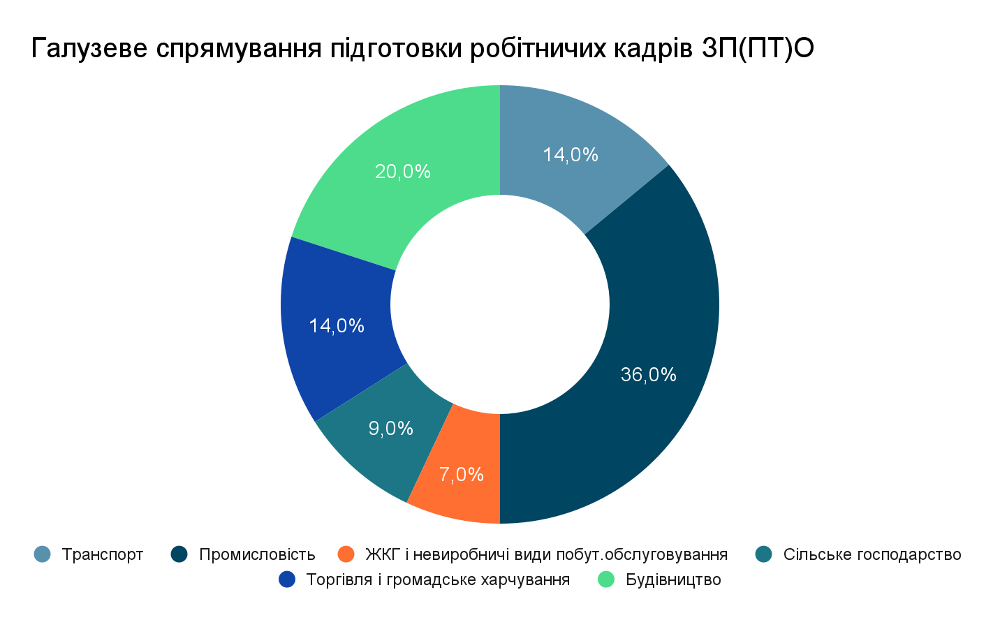 Галузеве спрямування підготовки робітничих кадрів ЗП(ПТ)О
20,0%
14,0%
14,0%
36,0%
9,0%
7,0%
Транспорт
Промисловість
ЖКГ і невиробничі види побут.обслуговування
Сільське господарство
Торгівля і громадське харчування
Будівництво